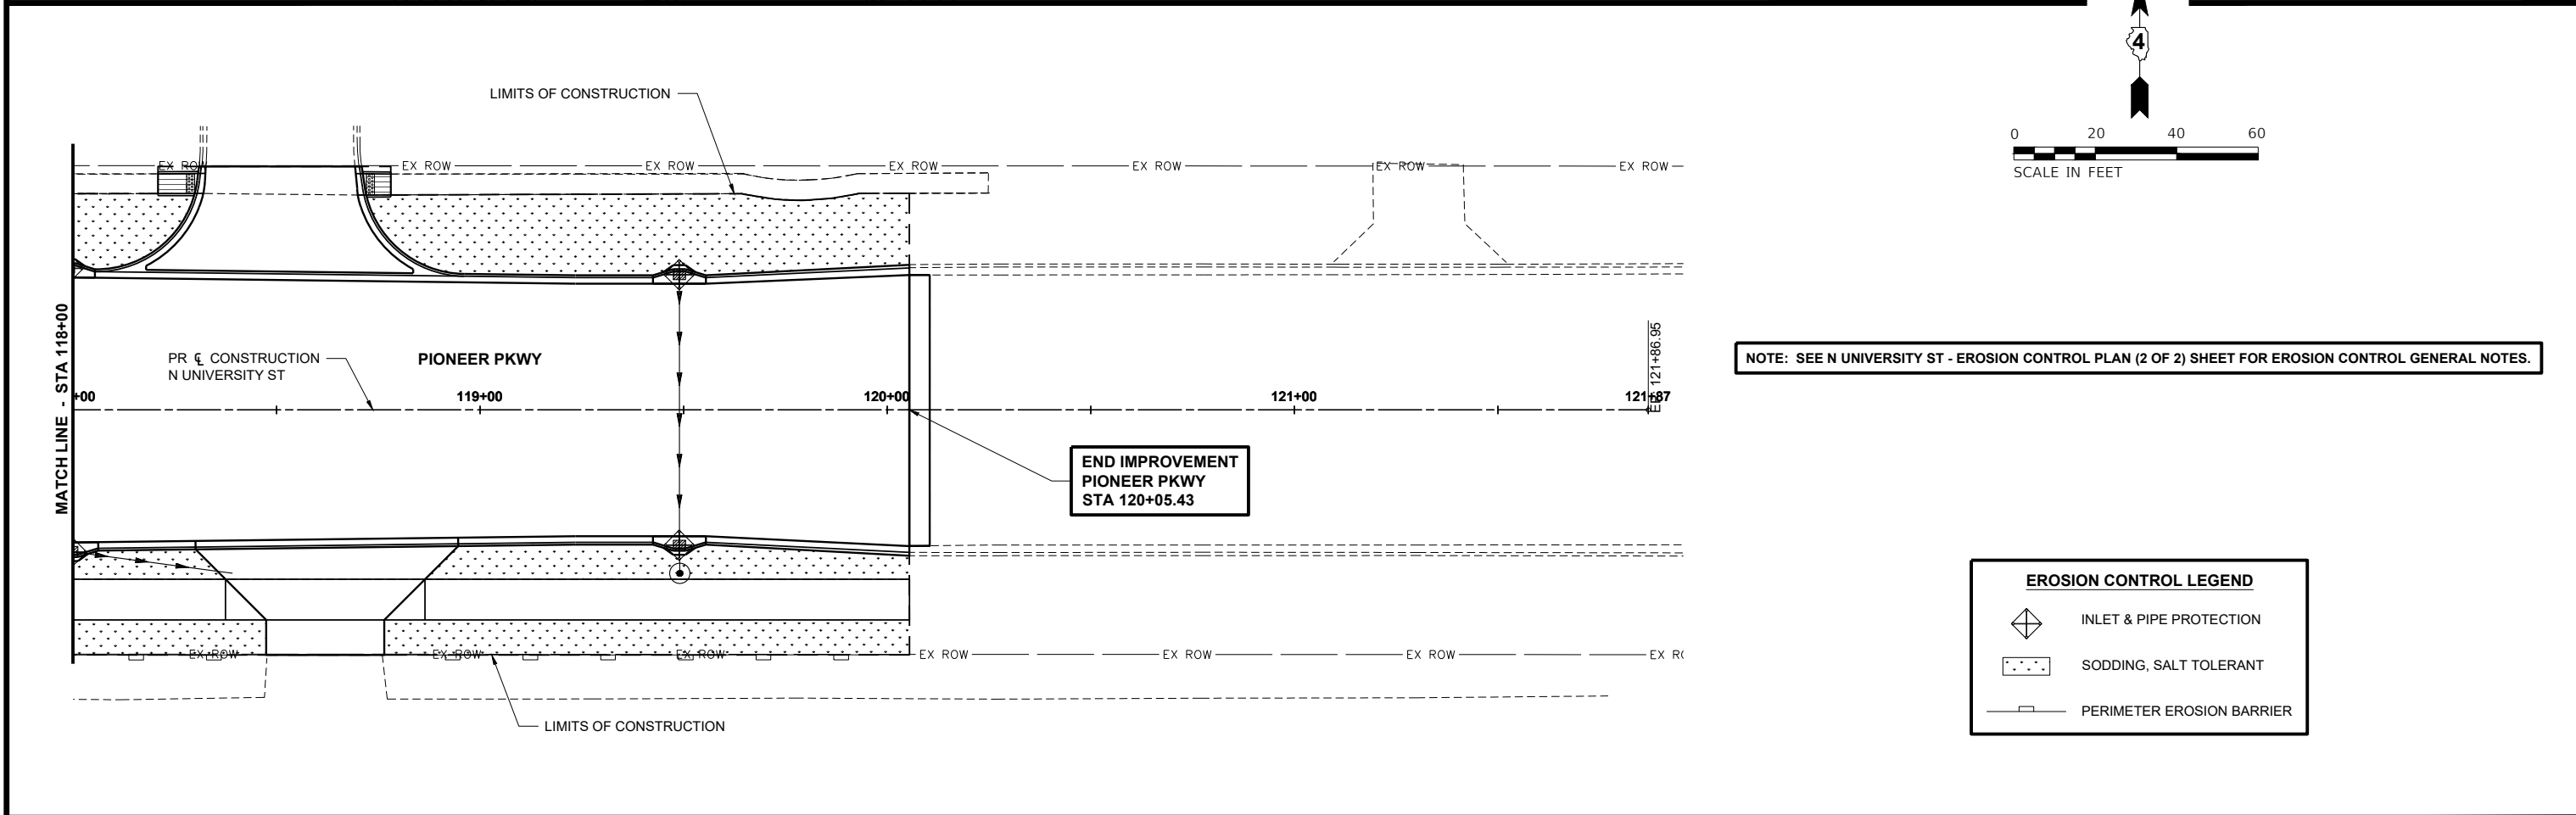 4
0 20 40 60
SCALE IN FEET
LIMITS OF CONSTRUCTION
EX ROW EX ROW EX ROW EX ROW EX ROW EX ROW EX ROW
MATCH LINE - STA 118+00
PR ℄ CONSTRUCTION
N UNIVERSITY ST
PIONEER PKWY
+00 119+00 120+00 121+00 121+87
121+86.95
NOTE: SEE N UNIVERSITY ST - EROSION CONTROL PLAN (2 OF 2) SHEET FOR EROSION CONTROL GENERAL NOTES.
END IMPROVEMENT
PIONEER PKWY
STA 120+05.43
EX ROW EX ROW EX ROW EX ROW EX ROW EX ROW EX
LIMITS OF CONSTRUCTION
EROSION CONTROL LEGEND
INLET & PIPE PROTECTION
SODDING, SALT TOLERANT
PERIMETER EROSION BARRIER